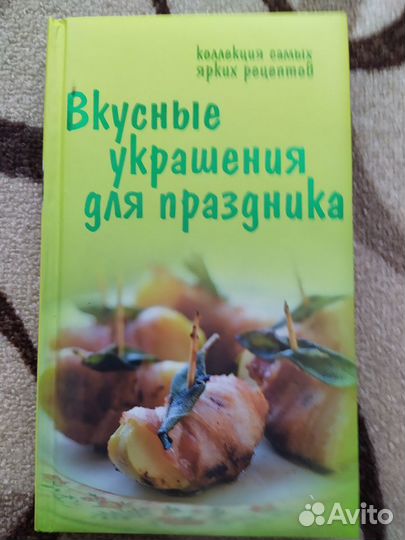 коллекция самых
ярких рецептов
Вкусные
украшения
для праздника
Avito